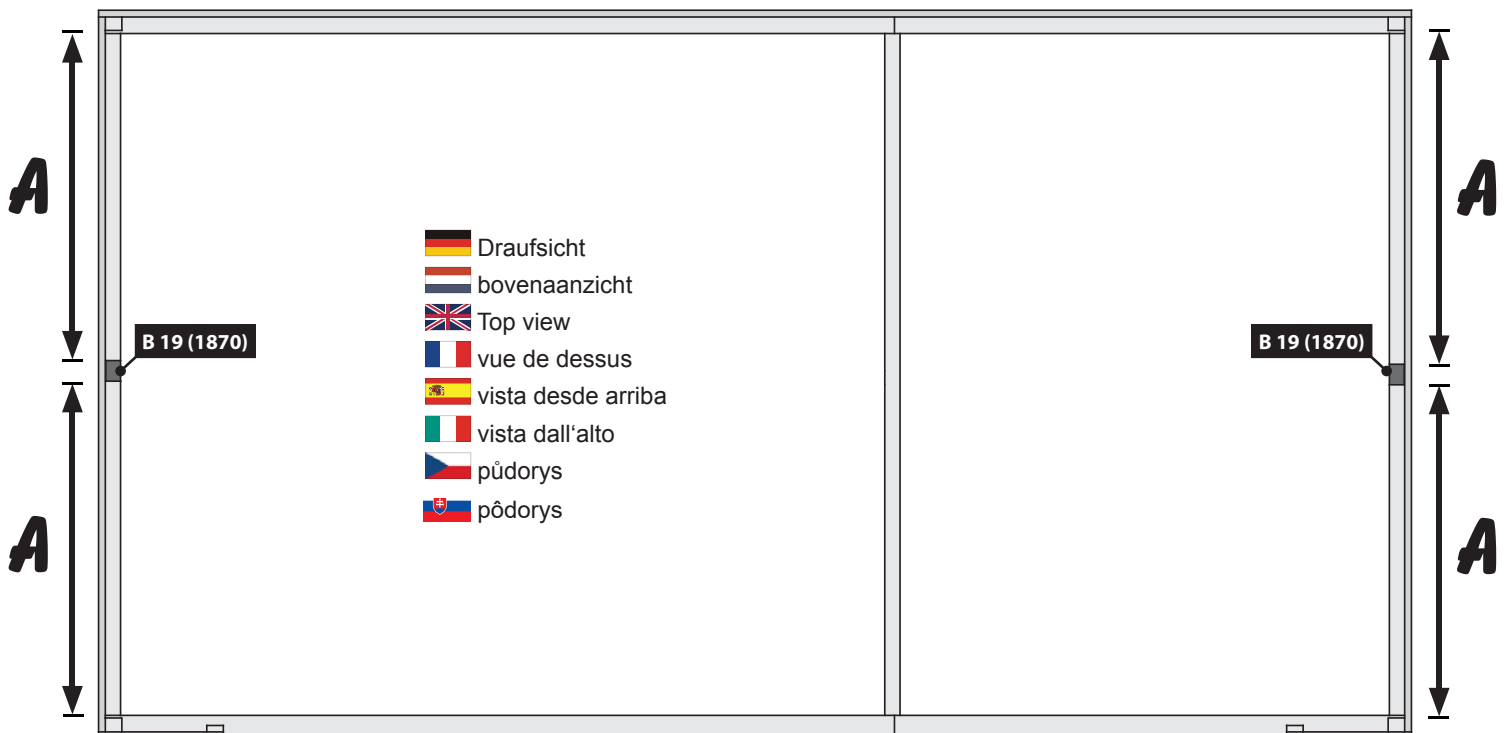 A
A
Draufsicht
bovenaanzicht
Top view
B 19 (1870)
B 19 (1870)
vue de dessus
vista desde arriba
vista dall‘alto
půdorys
pôdorys
A
A